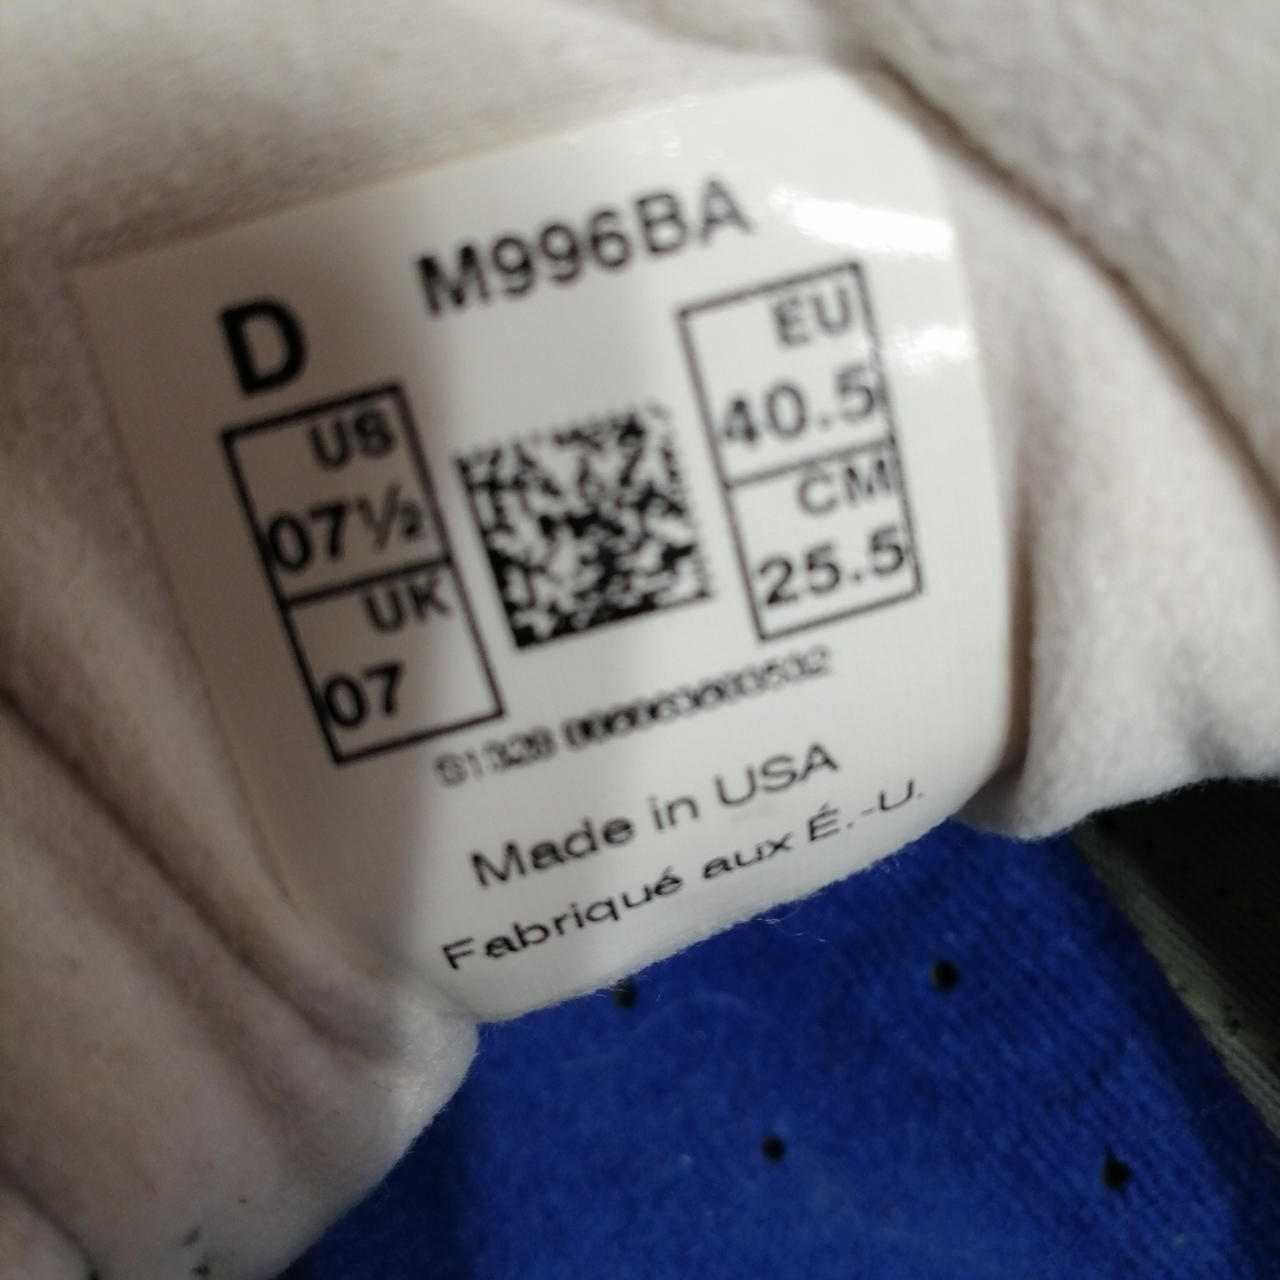 M996BA
D
US
07½
UK
07
EU
40.5
CM
25.5
Made in USA
Fabriqué aux É.-U.